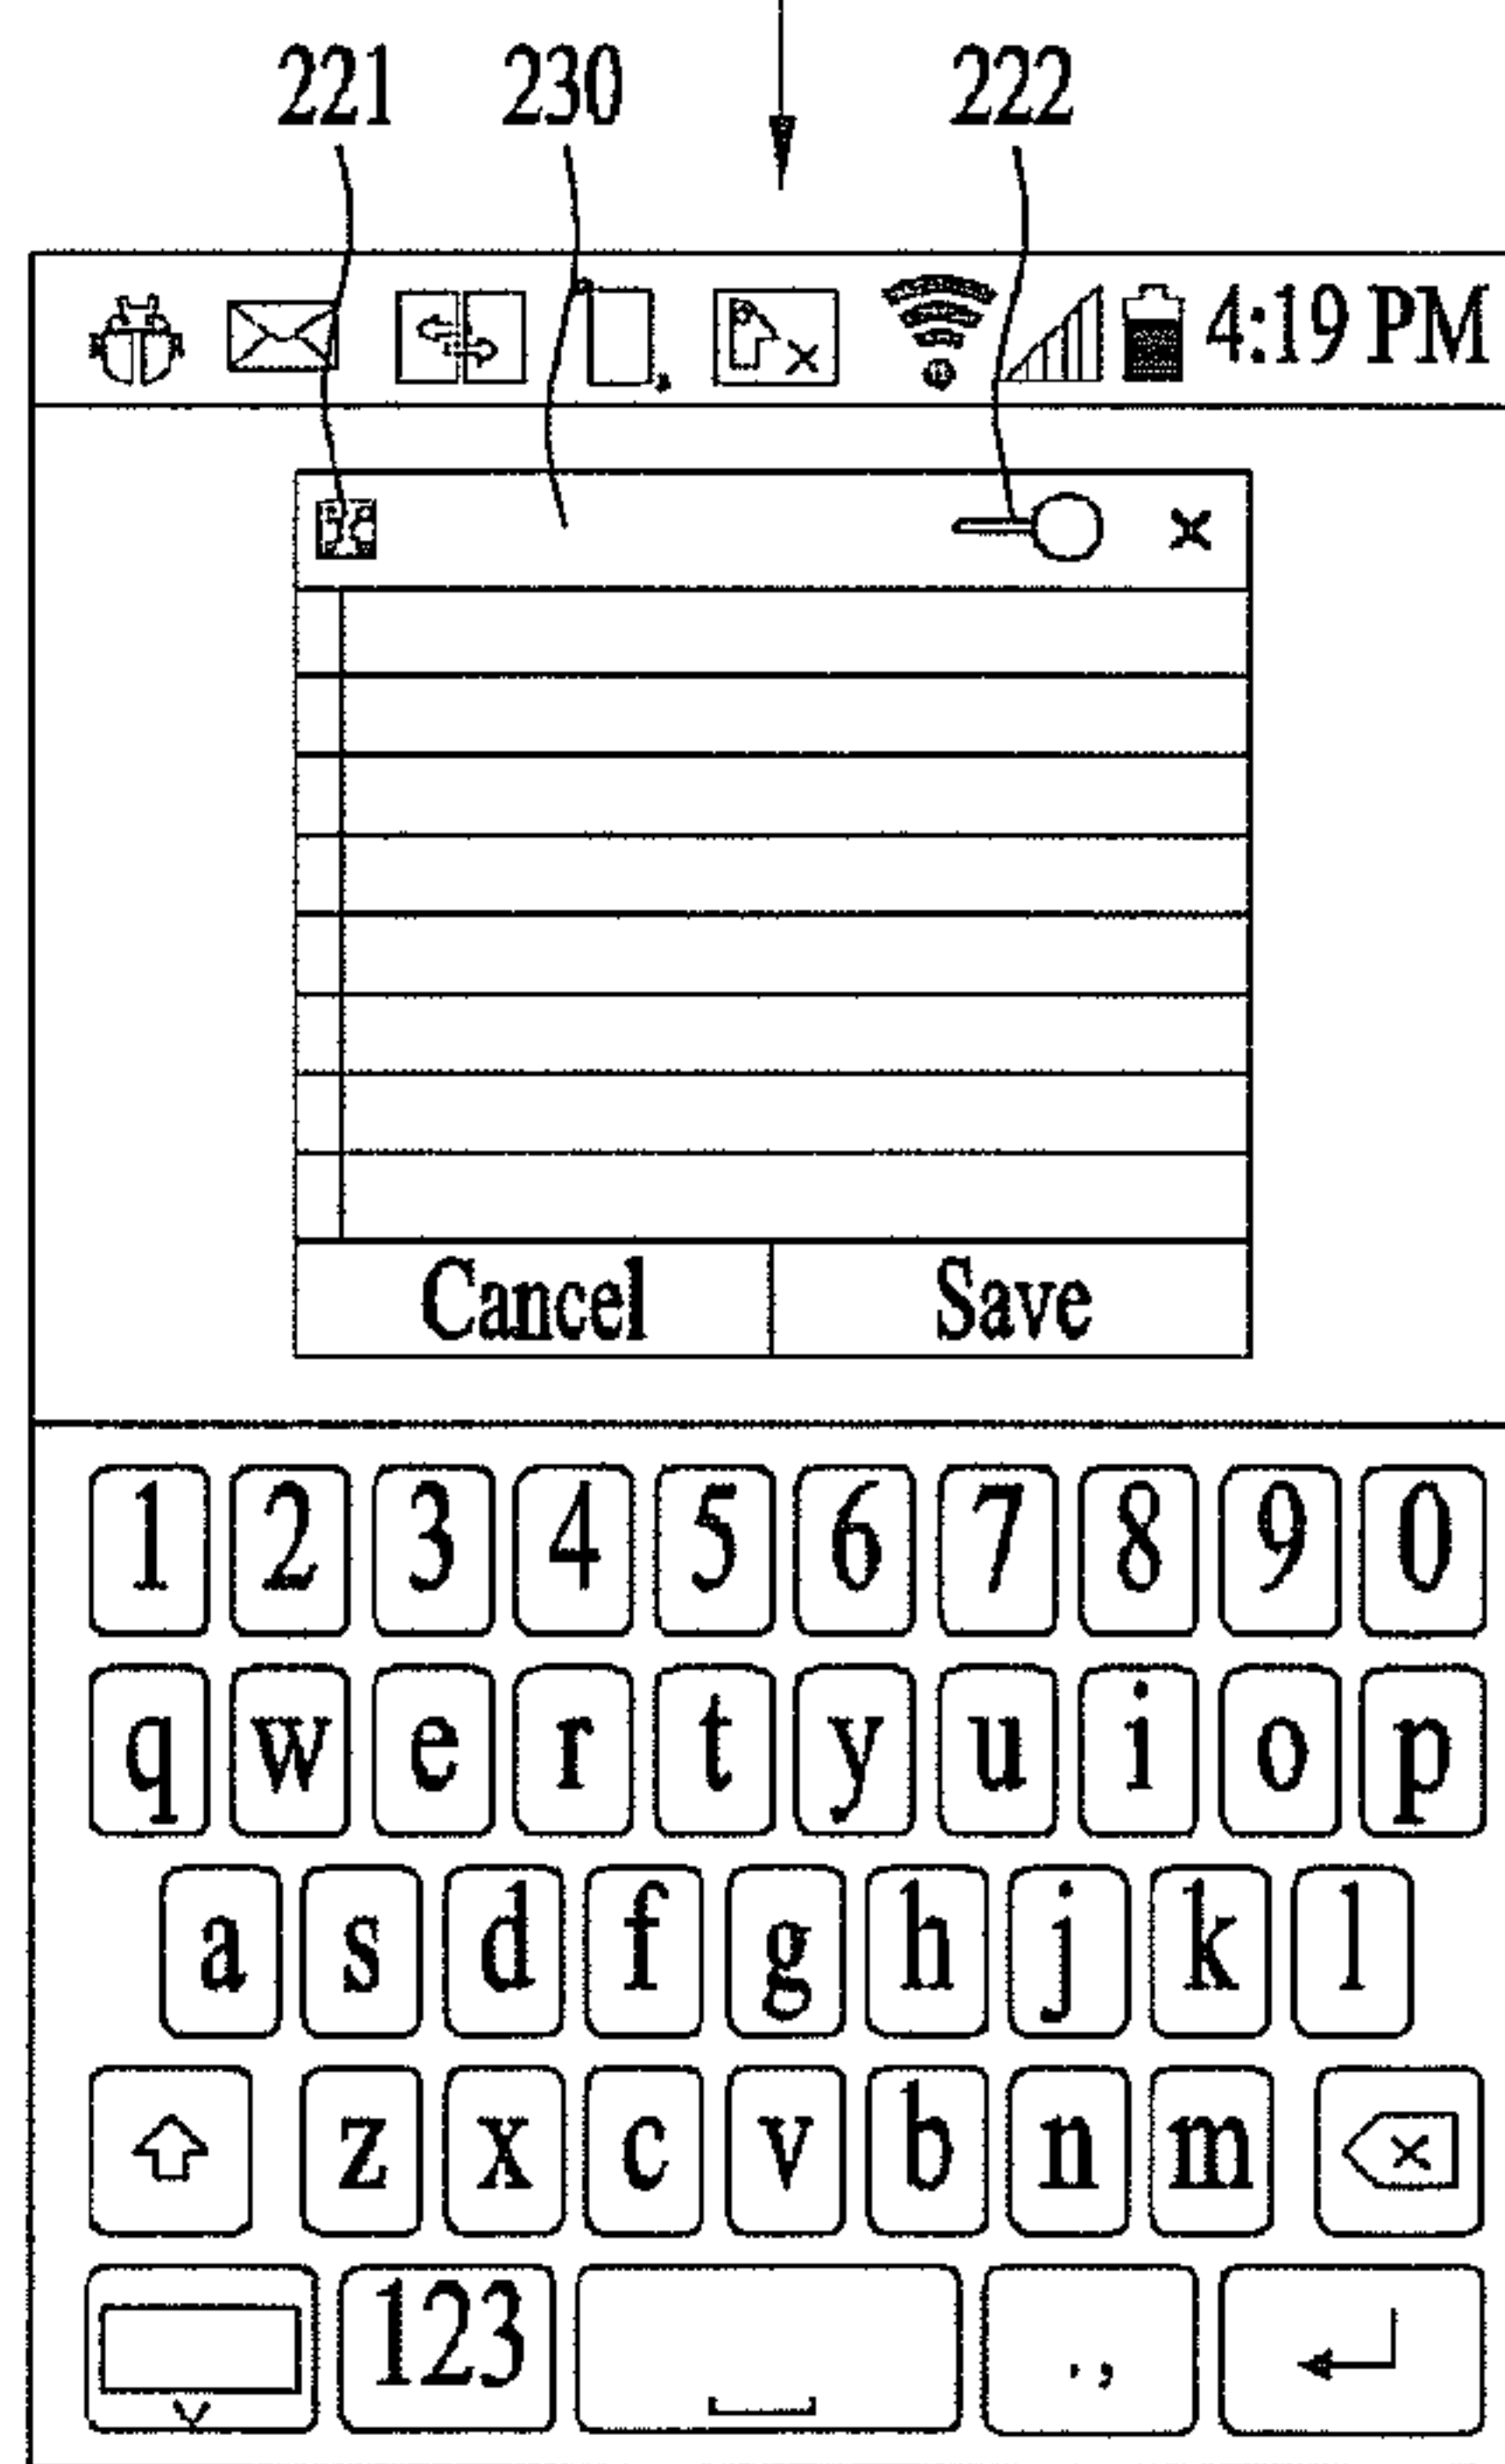 221 230 222
4:19 PM
×
Cancel Save
1 2 3 4 5 6 7 8 9 0
q w e r t y u i o p
a s d f g h j k l
z x c v b n m
123 .,